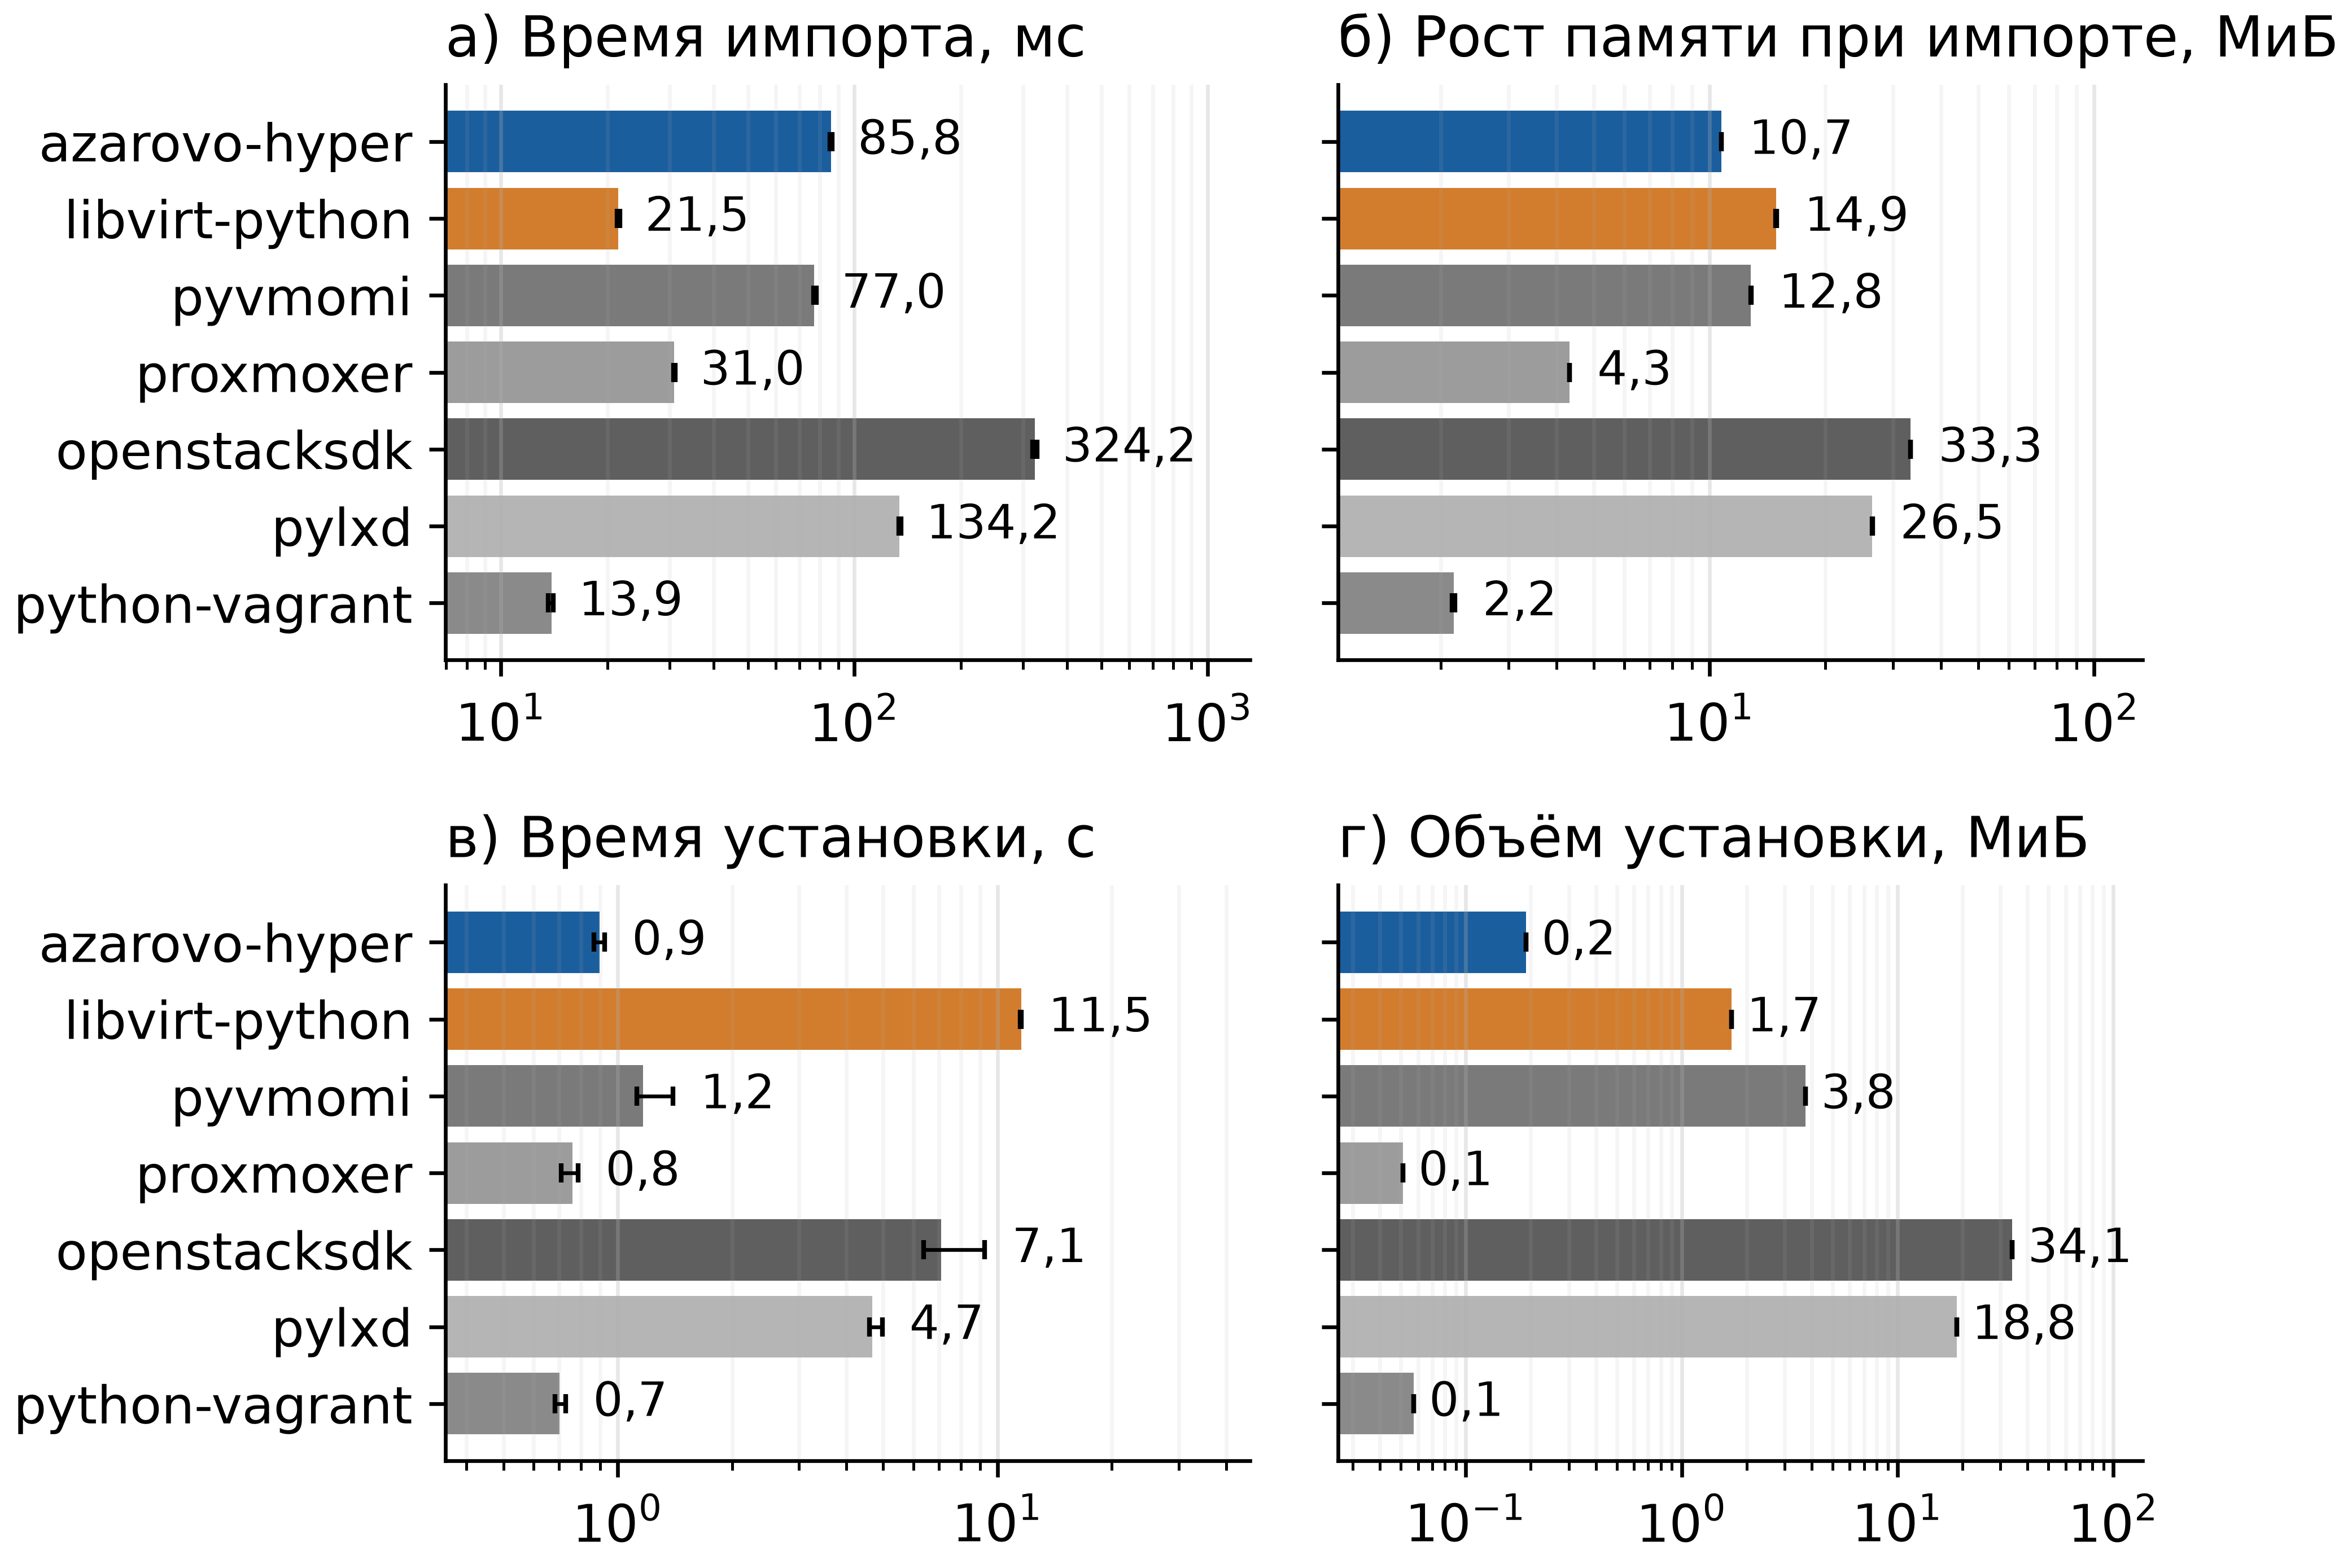 а) Время импорта, мс
azarovo-hyper 85,8
libvirt-python 21,5
pyvmomi 77,0
proxmoxer 31,0
openstacksdk 324,2
pylxd 134,2
python-vagrant 13,9
10¹ 10² 10³
б) Рост памяти при импорте, МиБ
10,7
14,9
12,8
4,3
33,3
26,5
2,2
10¹ 10²
в) Время установки, с
azarovo-hyper 0,9
libvirt-python 11,5
pyvmomi 1,2
proxmoxer 0,8
openstacksdk 7,1
pylxd 4,7
python-vagrant 0,7
10⁰ 10¹
г) Объём установки, МиБ
0,2
1,7
3,8
0,1
34,1
18,8
0,1
10⁻¹ 10⁰ 10¹ 10²